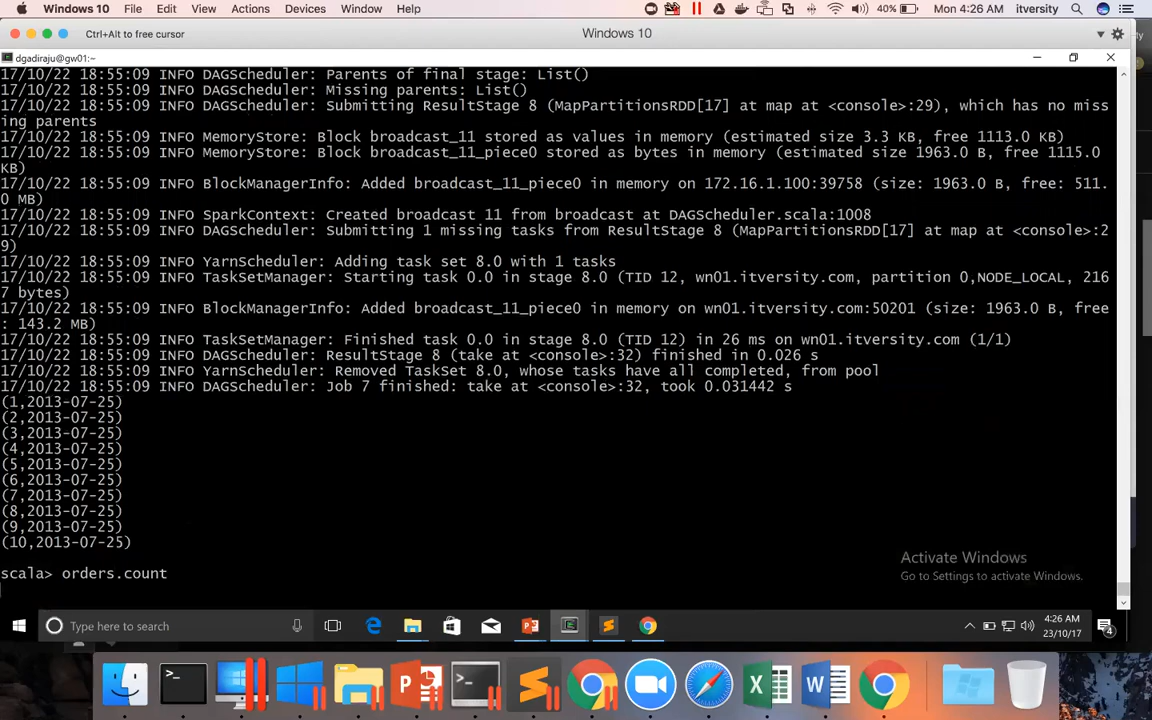 Windows 10 File Edit View Actions Devices Window Help 40% Mon 4:26 AM itversity
Ctrl+Alt to free cursor Windows 10
dgadiraju@gw01:~
17/10/22 18:55:09 INFO DAGScheduler: Parents of final stage: List()
17/10/22 18:55:09 INFO DAGScheduler: Missing parents: List()
17/10/22 18:55:09 INFO DAGScheduler: Submitting ResultStage 8 (MapPartitionsRDD[17] at map at <console>:29), which has no miss
ing parents
17/10/22 18:55:09 INFO MemoryStore: Block broadcast_11 stored as values in memory (estimated size 3.3 KB, free 1113.0 KB)
17/10/22 18:55:09 INFO MemoryStore: Block broadcast_11_piece0 stored as bytes in memory (estimated size 1963.0 B, free 1115.0
KB)
17/10/22 18:55:09 INFO BlockManagerInfo: Added broadcast_11_piece0 in memory on 172.16.1.100:39758 (size: 1963.0 B, free: 511.
0 MB)
17/10/22 18:55:09 INFO SparkContext: Created broadcast 11 from broadcast at DAGScheduler.scala:1008
17/10/22 18:55:09 INFO DAGScheduler: Submitting 1 missing tasks from ResultStage 8 (MapPartitionsRDD[17] at map at <console>:2
9)
17/10/22 18:55:09 INFO YarnScheduler: Adding task set 8.0 with 1 tasks
17/10/22 18:55:09 INFO TaskSetManager: Starting task 0.0 in stage 8.0 (TID 12, wn01.itversity.com, partition 0,NODE_LOCAL, 216
7 bytes)
17/10/22 18:55:09 INFO BlockManagerInfo: Added broadcast_11_piece0 in memory on wn01.itversity.com:50201 (size: 1963.0 B, free
: 143.2 MB)
17/10/22 18:55:09 INFO TaskSetManager: Finished task 0.0 in stage 8.0 (TID 12) in 26 ms on wn01.itversity.com (1/1)
17/10/22 18:55:09 INFO DAGScheduler: ResultStage 8 (take at <console>:32) finished in 0.026 s
17/10/22 18:55:09 INFO YarnScheduler: Removed TaskSet 8.0, whose tasks have all completed, from pool
17/10/22 18:55:09 INFO DAGScheduler: Job 7 finished: take at <console>:32, took 0.031442 s
(1,2013-07-25)
(2,2013-07-25)
(3,2013-07-25)
(4,2013-07-25)
(5,2013-07-25)
(6,2013-07-25)
(7,2013-07-25)
(8,2013-07-25)
(9,2013-07-25)
(10,2013-07-25)
scala> orders.count
Activate Windows
Go to Settings to activate Windows.
Type here to search
4:26 AM
23/10/17
4